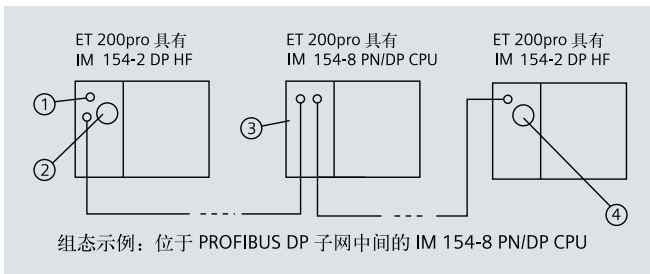 ET 200pro 具有
IM 154-2 DP HF
ET 200pro 具有
IM 154-8 PN/DP CPU
ET 200pro 具有
IM 154-2 DP HF
①
②
③
④
组态示例：位于 PROFIBUS DP 子网中间的 IM 154-8 PN/DP CPU